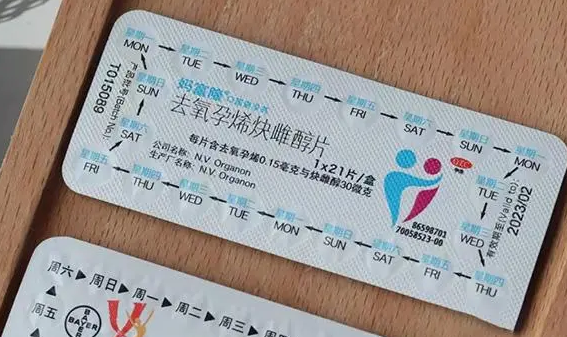 星期一 星期二 星期三 星期四 星期五 星期六 星期日 星期一
MON TUE WED THU FRI SAT SUN MON
产品批号(Batch No.)
T015089
星期日
SUN
星期六
SAT
妈富隆®
去氧孕烯炔雌醇片
1x21片/盒
每片含去氧孕烯0.15毫克与炔雌醇30微克
公司名称: N.V. Organon
生产厂名称: N.V. Organon
OTC
甲类
86598701
70058523-00
星期二
TUE
星期三
WED
有效期至(Valid to)
2023/02
星期五 星期四 星期三 星期二 星期一 星期日 星期六 星期五 星期四
FRI THU WED TUE MON SUN SAT FRI THU
周六 周日 周一 周二 周三
周五
BAYER
BAYER